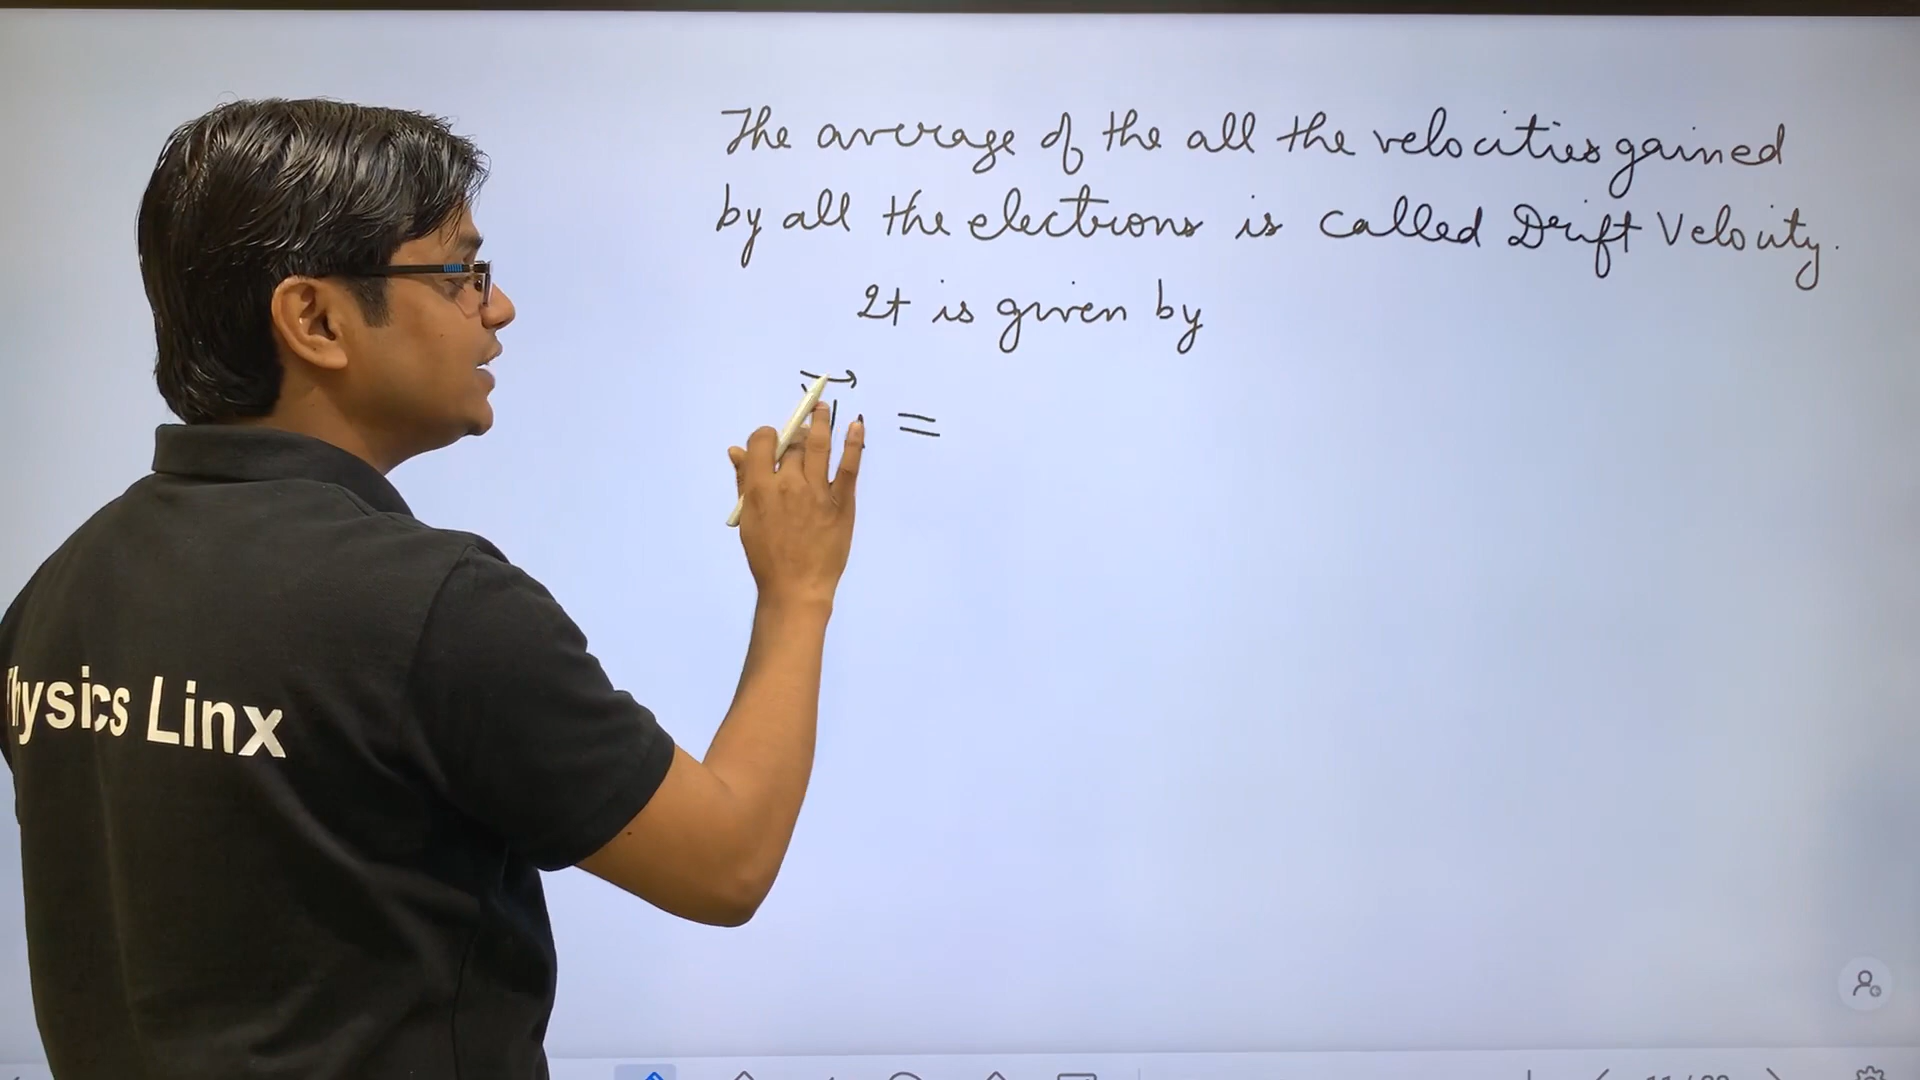 The average of the all the velocities gained
by all the electrons is called Drift Velocity.
It is given by
=
Physics Linx